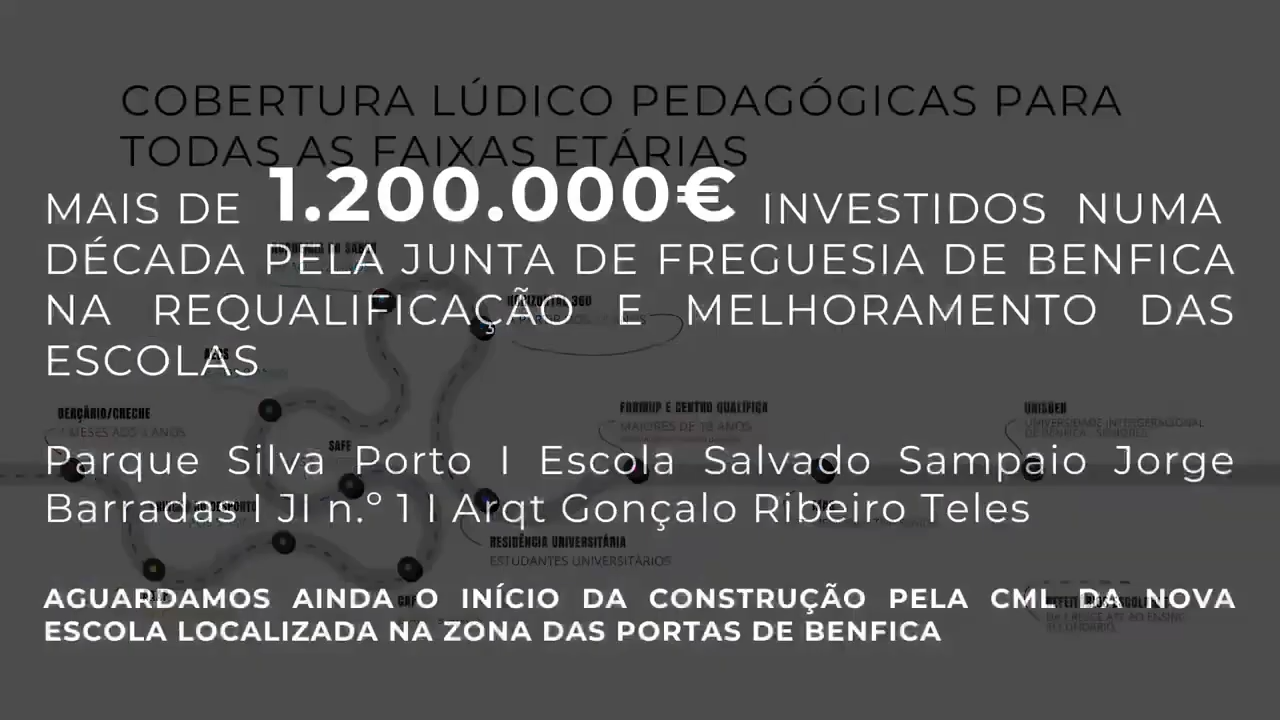 COBERTURA LÚDICO PEDAGÓGICAS PARA
TODAS AS FAIXAS ETÁRIAS
MAIS DE 1.200.000€ INVESTIDOS NUMA
DÉCADA PELA JUNTA DE FREGUESIA DE BENFICA
NA REQUALIFICAÇÃO E MELHORAMENTO DAS
ESCOLAS
BERÇÁRIO/CRECHE
SAFE
FORMUP E CENTRO QUALIFICA
MAIORES DE 18 ANOS
Parque Silva Porto I Escola Salvado Sampaio Jorge
Barradas I JI n.º 1 I Arqt Gonçalo Ribeiro Teles
RESIDÊNCIA UNIVERSITÁRIA
ESTUDANTES UNIVERSITÁRIOS
AGUARDAMOS AINDA O INÍCIO DA CONSTRUÇÃO PELA CML DA NOVA
ESCOLA LOCALIZADA NA ZONA DAS PORTAS DE BENFICA